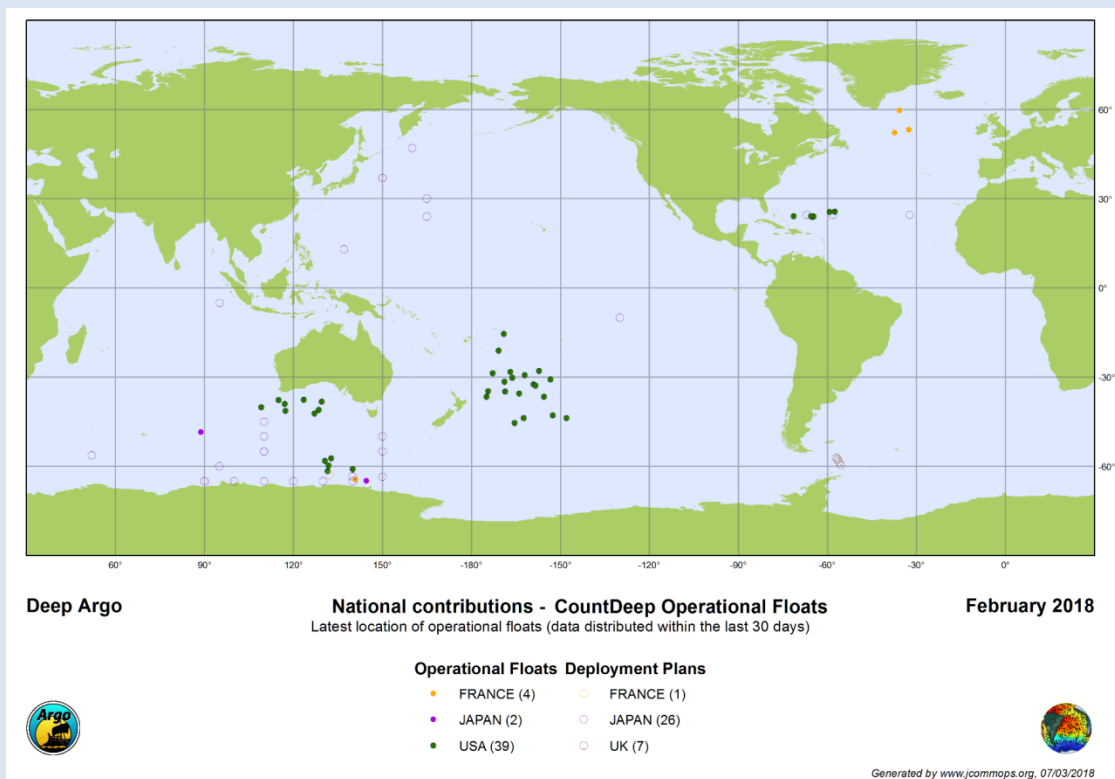 60°
30°
0°
-30°
-60°
60° 90° 120° 150° -180° -150° -120° -90° -60° -30° 0°
Deep Argo National contributions - CountDeep Operational Floats February 2018
Latest location of operational floats (data distributed within the last 30 days)
Operational Floats Deployment Plans
FRANCE (4) FRANCE (1)
JAPAN (2) JAPAN (26)
USA (39) UK (7)
Argo
Generated by www.jcommops.org, 07/03/2018